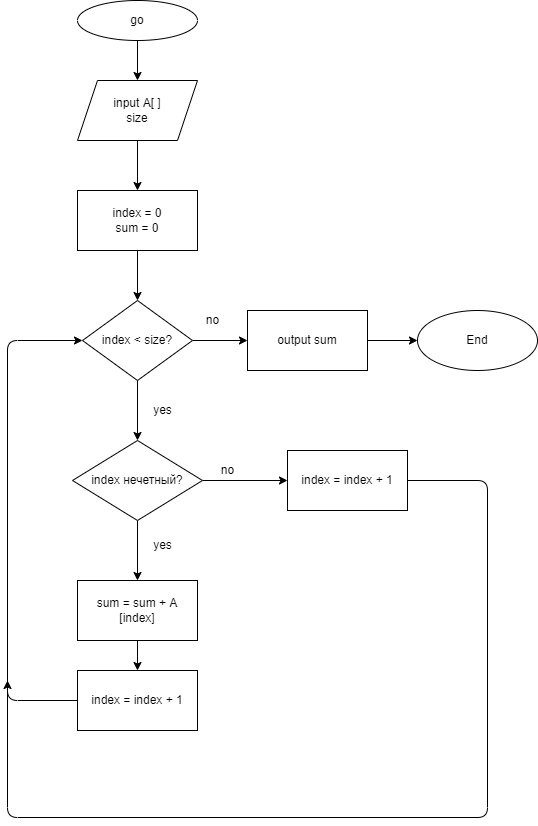 go
input A[ ]
size
index = 0
sum = 0
index < size?
no
output sum
End
yes
index нечетный?
no
index = index + 1
yes
sum = sum + A
[index]
index = index + 1